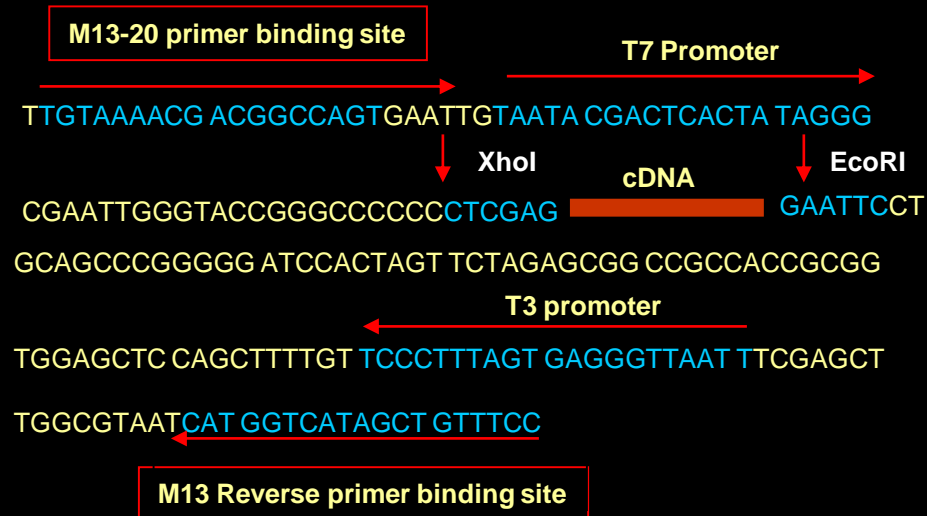 M13-20 primer binding site
T7 Promoter
TTGTAAAACG ACGGCCAGTGAATTGTAATA CGACTCACTA TAGGG
XhoI
cDNA
EcoRI
CGAATTGGGTACCGGGCCCCCCCTCGAG
GAATTCCT
GCAGCCCGGGGG ATCCACTAGT TCTAGAGCGG CCGCCACCGCGG
T3 promoter
TGGAGCTC CAGCTTTTGT TCCCTTTAGT GAGGGTTAAT TTCGAGCT
TGGCGTAATCAT GGTCATAGCT GTTTCC
M13 Reverse primer binding site